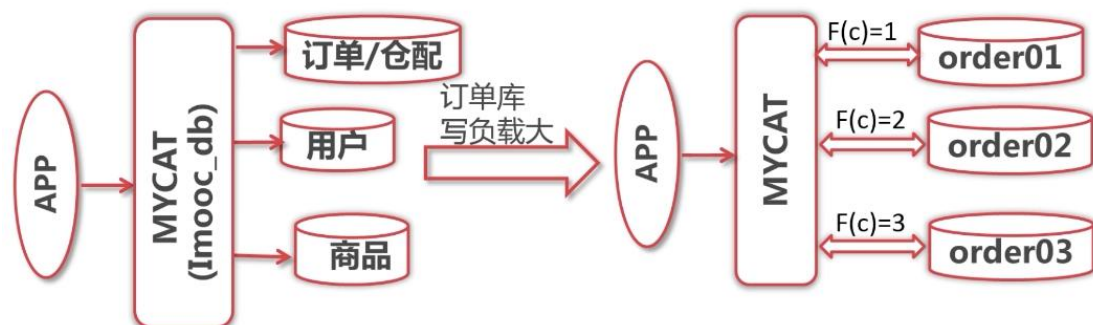 APP
MYCAT
(Imooc_db)
订单/仓配
用户
商品
订单库
写负载大
APP
MYCAT
F(c)=1
order01
F(c)=2
order02
F(c)=3
order03